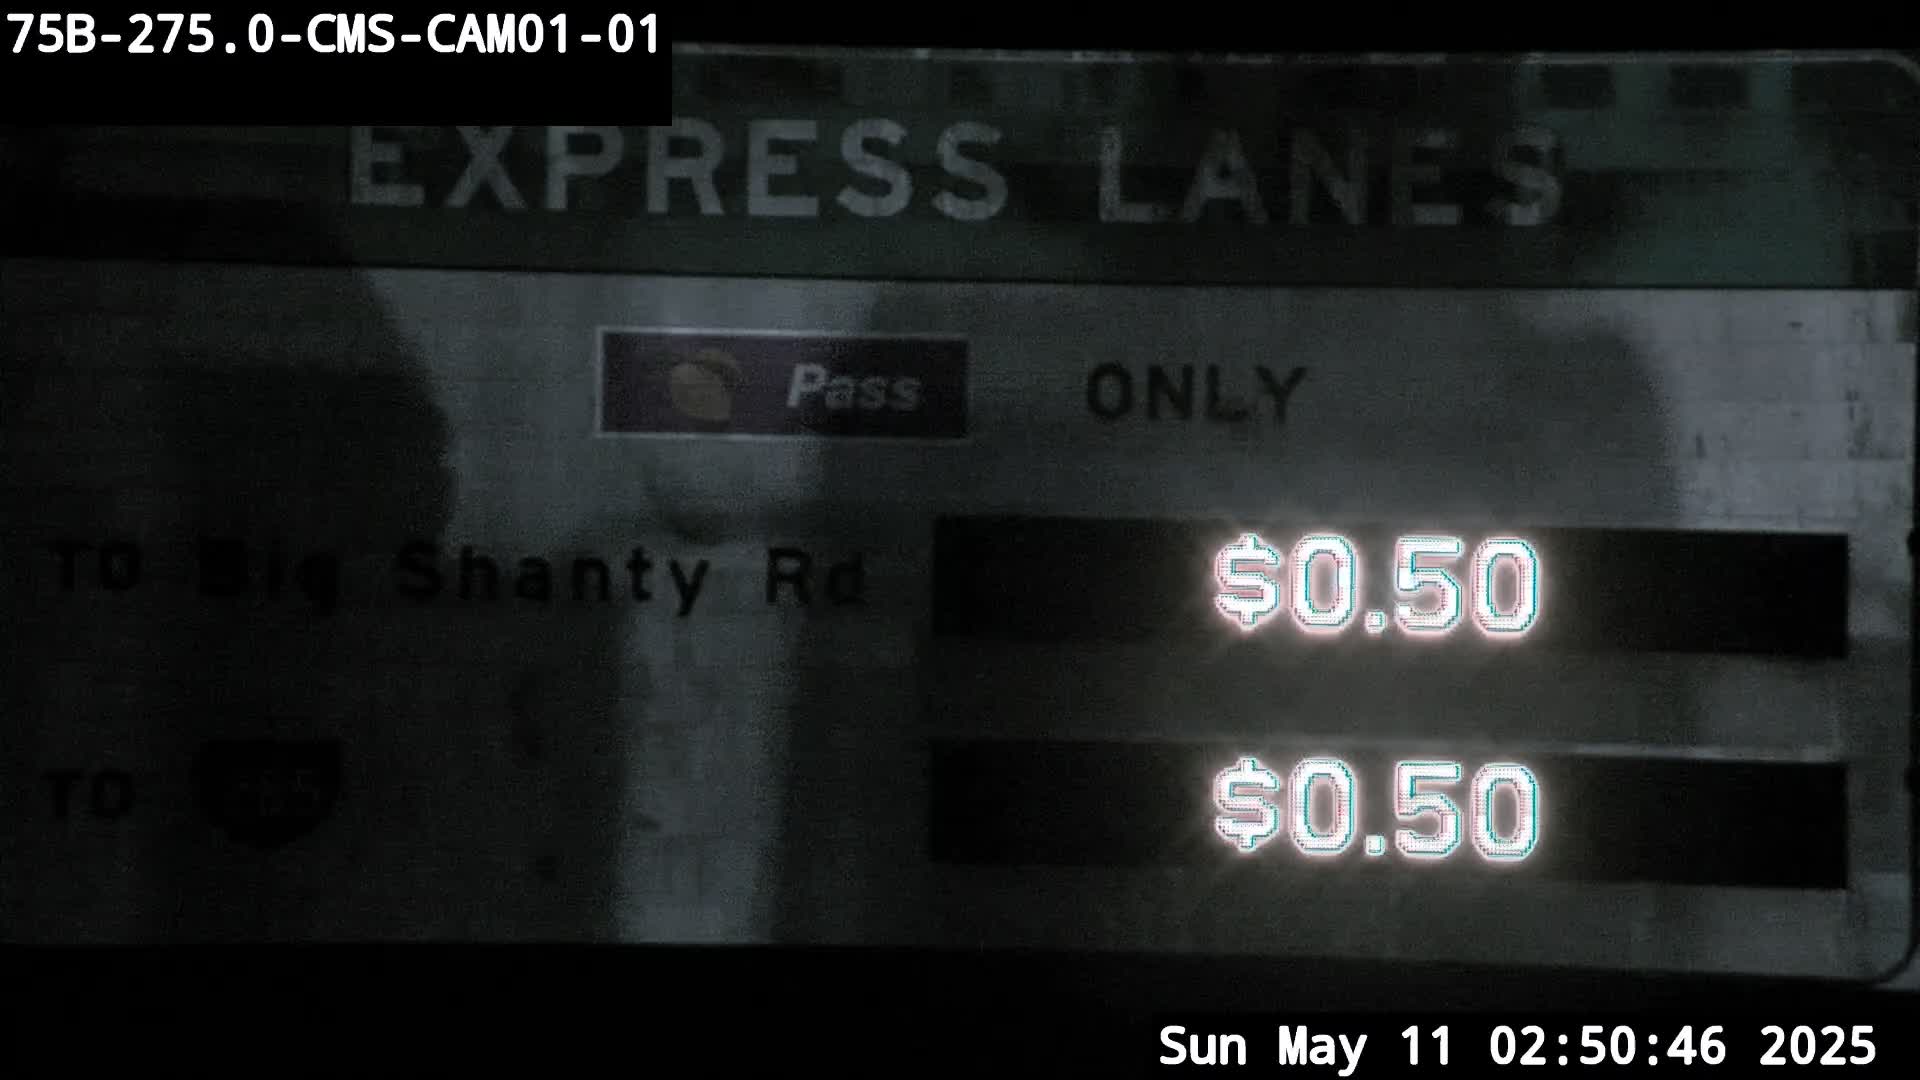 75B-275.0-CMS-CAM01-01
EXPRESS LANES
Pass ONLY
TO Big Shanty Rd $0.50
TO $0.50
Sun May 11 02:50:46 2025